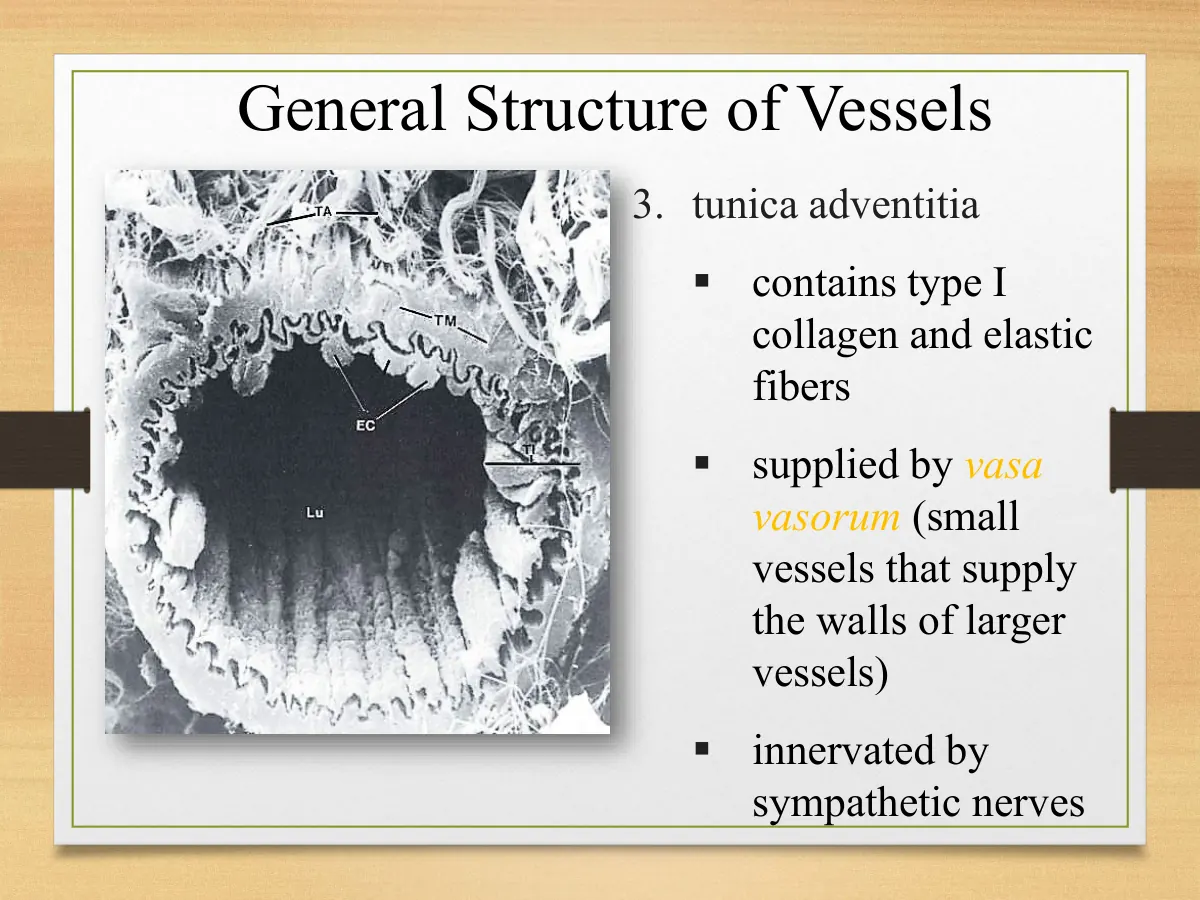 General Structure of Vessels
TA
TM
EC
TI
Lu
3. tunica adventitia
▪ contains type I
collagen and elastic
fibers
▪ supplied by vasa
vasorum (small
vessels that supply
the walls of larger
vessels)
▪ innervated by
sympathetic nerves